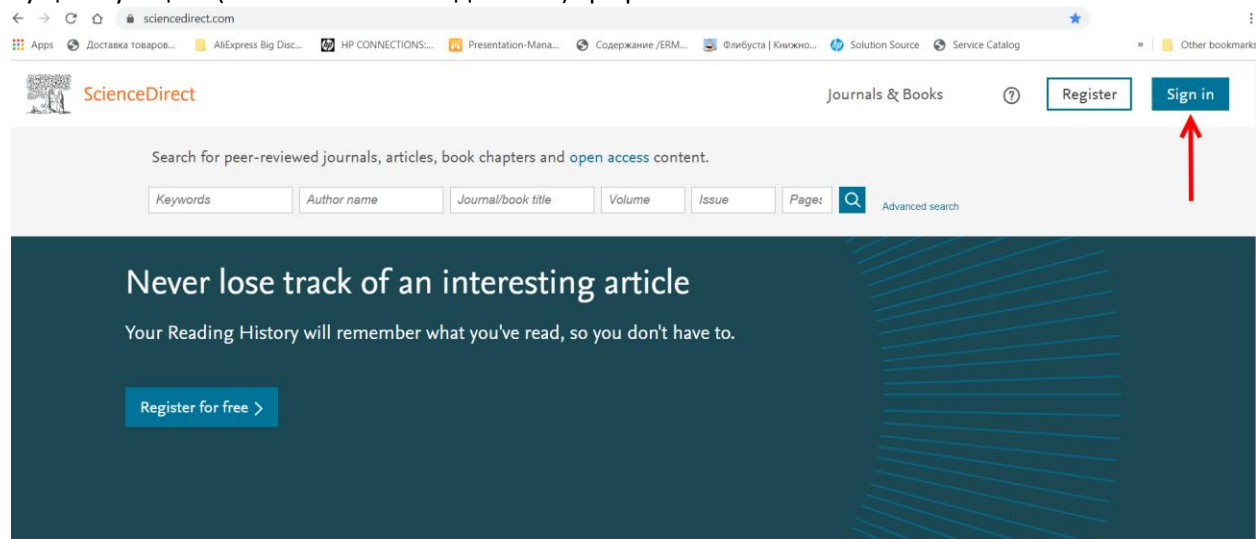 sciencedirect.com
Apps Доставка товаров... AliExpress Big Disc... HP CONNECTIONS:... Presentation-Mana... Содержание /ERM... Флибуста | Книжно... Solution Source Service Catalog » Other bookmarks
ScienceDirect Journals & Books ? Register Sign in
Search for peer-reviewed journals, articles, book chapters and open access content.
Keywords Author name Journal/book title Volume Issue Advanced search
Never lose track of an interesting article
Your Reading History will remember what you've read, so you don't have to.
Register for free >